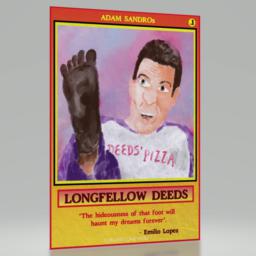 ADAM SANDROs
J
DEEDS' PIZZA
LONGFELLOW DEEDS
"The hideousness of that foot will
haunt my dreams forever".
- Emilio Lopez